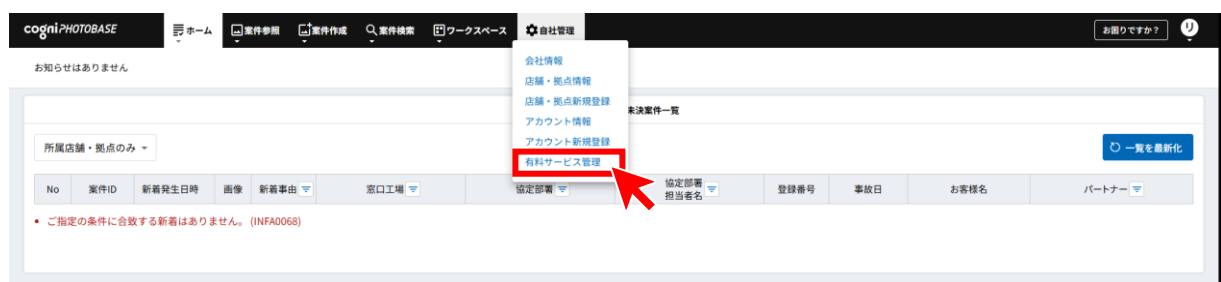 cogniPHOTOBASE
ホーム
案件参照
案件作成
案件検索
ワークスペース
自社管理
お困りですか？
リ
お知らせはありません
会社情報
店舗・拠点情報
店舗・拠点新規登録
アカウント情報
アカウント新規登録
有料サービス管理
未決案件一覧
所属店舗・拠点のみ
一覧を最新化
No 案件ID 新着発生日時 画像 新着事由 窓口工場 協定部署 協定部署担当者名 登録番号 事故日 お客様名 パートナー
• ご指定の条件に合致する新着はありません。(INFA0068)